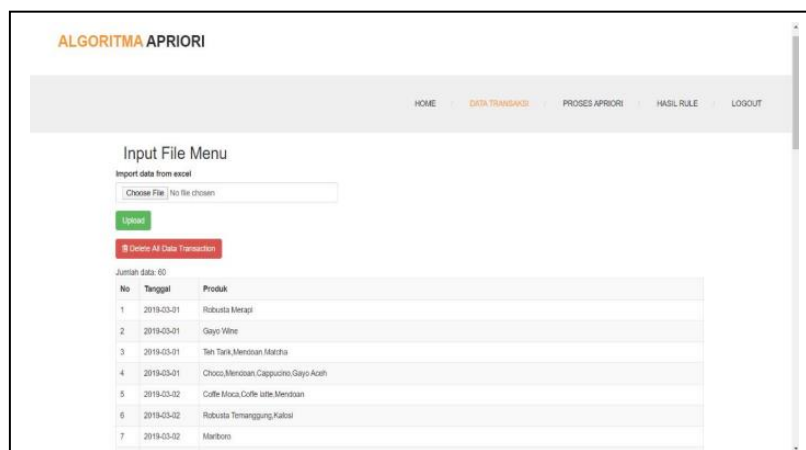 ALGORITMA APRIORI
HOME DATA TRANSAKSI PROSES APRIORI HASIL RULE LOGOUT
Input File Menu
Import data from excel
Choose File No file chosen
Upload
Delete All Data Transaction
Jumlah data: 60
No Tanggal Produk
1 2019-03-01 Robusta Merapi
2 2019-03-01 Gayo Wine
3 2019-03-01 Teh Tarik,Mendoan,Matcha
4 2019-03-01 Choco,Mendoan,Cappucino,Gayo Aceh
5 2019-03-02 Coffe Moca,Coffe latte,Mendoan
6 2019-03-02 Robusta Temanggung,Kalosi
7 2019-03-02 Marlboro